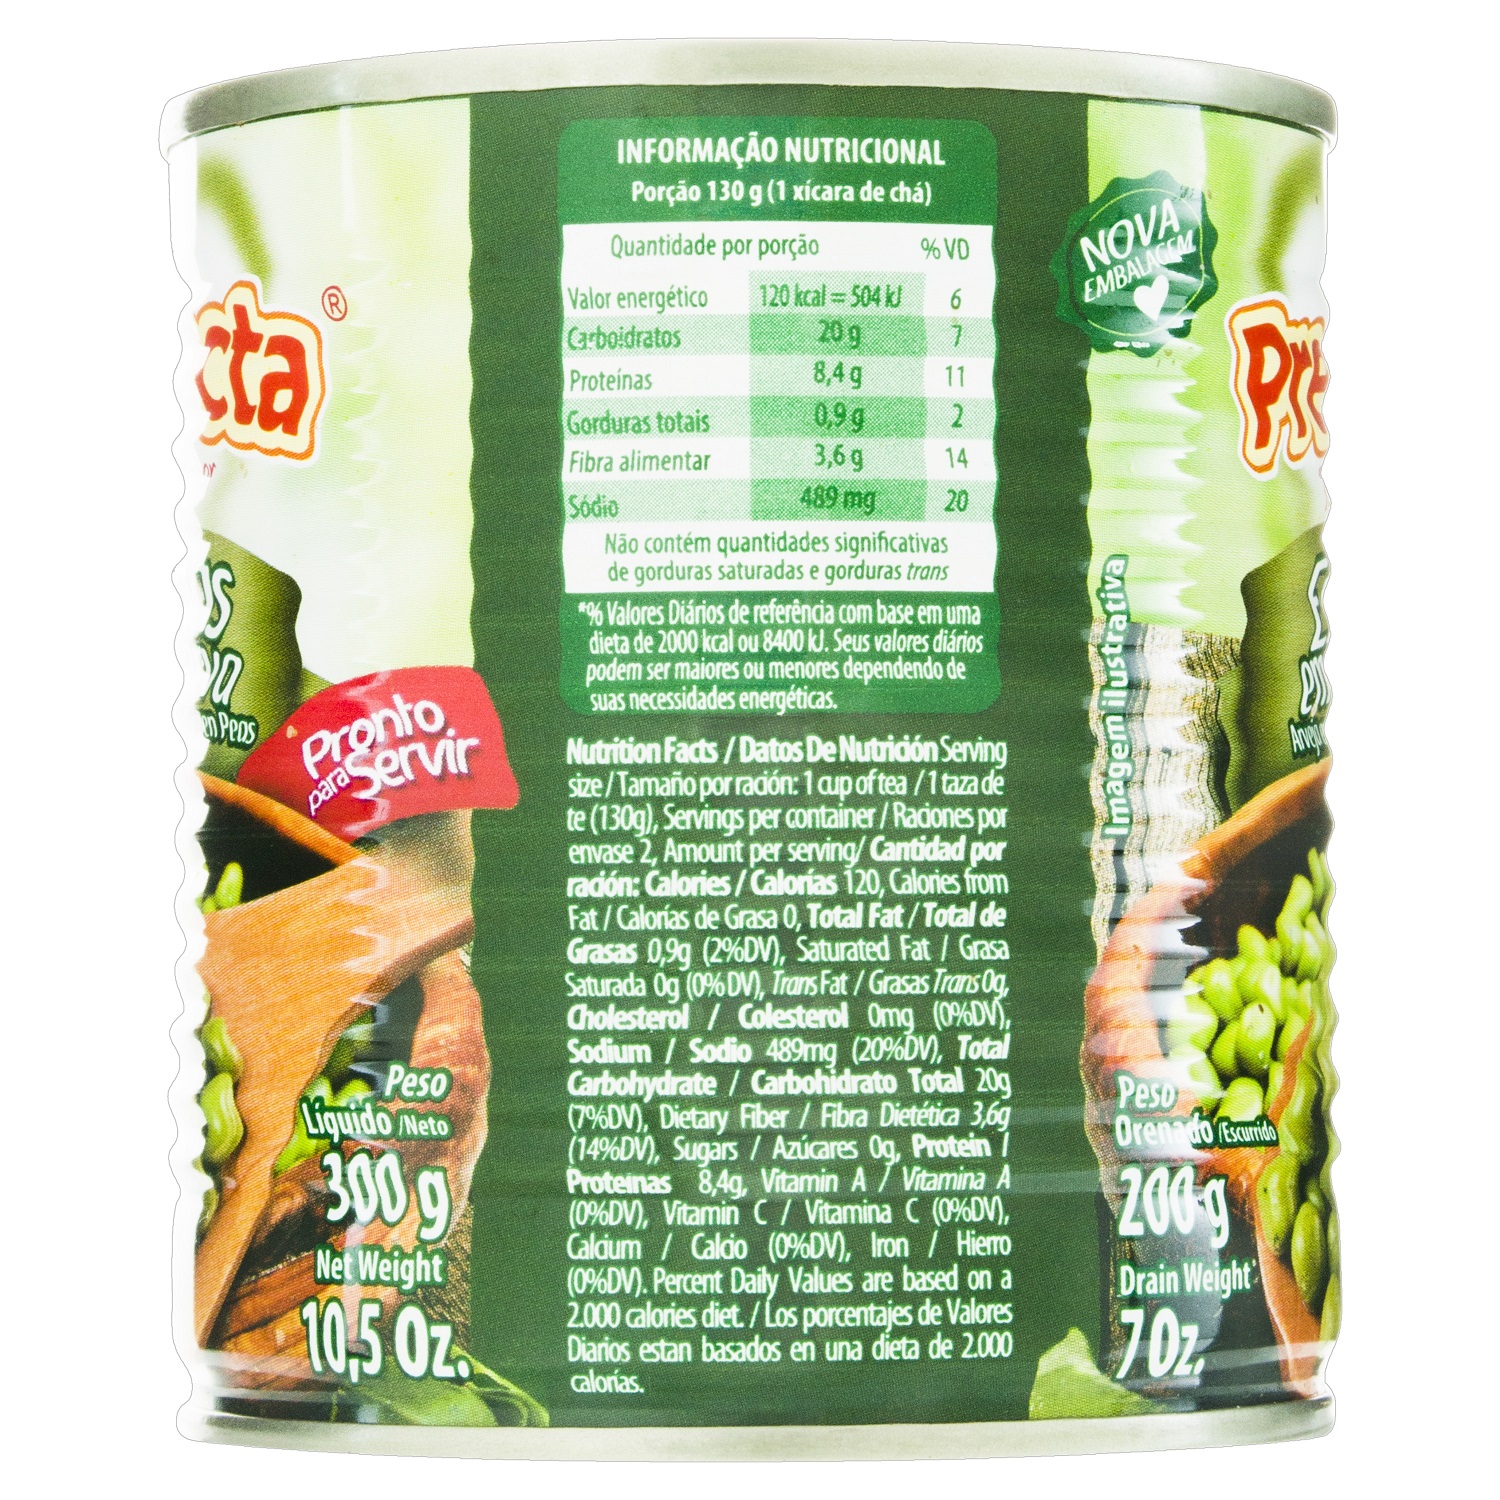 INFORMAÇÃO NUTRICIONAL
Porção 130 g (1 xícara de chá)
Quantidade por porção % VD
Valor energético 120 kcal = 504 kJ 6
Carboidratos 20 g 7
Proteínas 8,4 g 11
Gorduras totais 0,9 g 2
Fibra alimentar 3,6 g 14
Sódio 489 mg 20
Não contém quantidades significativas
de gorduras saturadas e gorduras trans
*% Valores Diários de referência com base em uma
dieta de 2000 kcal ou 8400 kJ. Seus valores diários
podem ser maiores ou menores dependendo de
suas necessidades energéticas.
Nutrition Facts / Datos De Nutrición Serving
size / Tamaño por ración: 1 cup of tea / 1 taza de
te (130g), Servings per container / Raciones por
envase 2, Amount per serving/ Cantidad por
ración: Calories / Calorías 120, Calories from
Fat / Calorías de Grasa 0, Total Fat / Total de
Grasas 0,9g (2%DV), Saturated Fat / Grasa
Saturada 0g (0% DV), Trans Fat / Grasas Trans 0g,
Cholesterol / Colesterol 0mg (0%DV),
Sodium / Sodio 489mg (20%DV), Total
Carbohydrate / Carbohidrato Total 20g
(7%DV), Dietary Fiber / Fibra Dietética 3,6g
(14%DV), Sugars / Azúcares 0g, Protein /
Proteínas 8,4g, Vitamin A / Vitamina A
(0%DV), Vitamin C / Vitamina C (0%DV),
Calcium / Calcio (0%DV), Iron / Hierro
(0%DV). Percent Daily Values are based on a
2.000 calories diet. / Los porcentajes de Valores
Diarios estan basados en una dieta de 2.000
calorías.
cta ®
en Peas
Pronto
para Servir
Peso
Líquido /Neto
300 g
Net Weight
10,5 Oz.
NOVA
EMBALAGEM
Pre
Imagem ilustrativa
Peso
Drenado /Escurrido
200 g
Drain Weight
7 Oz.